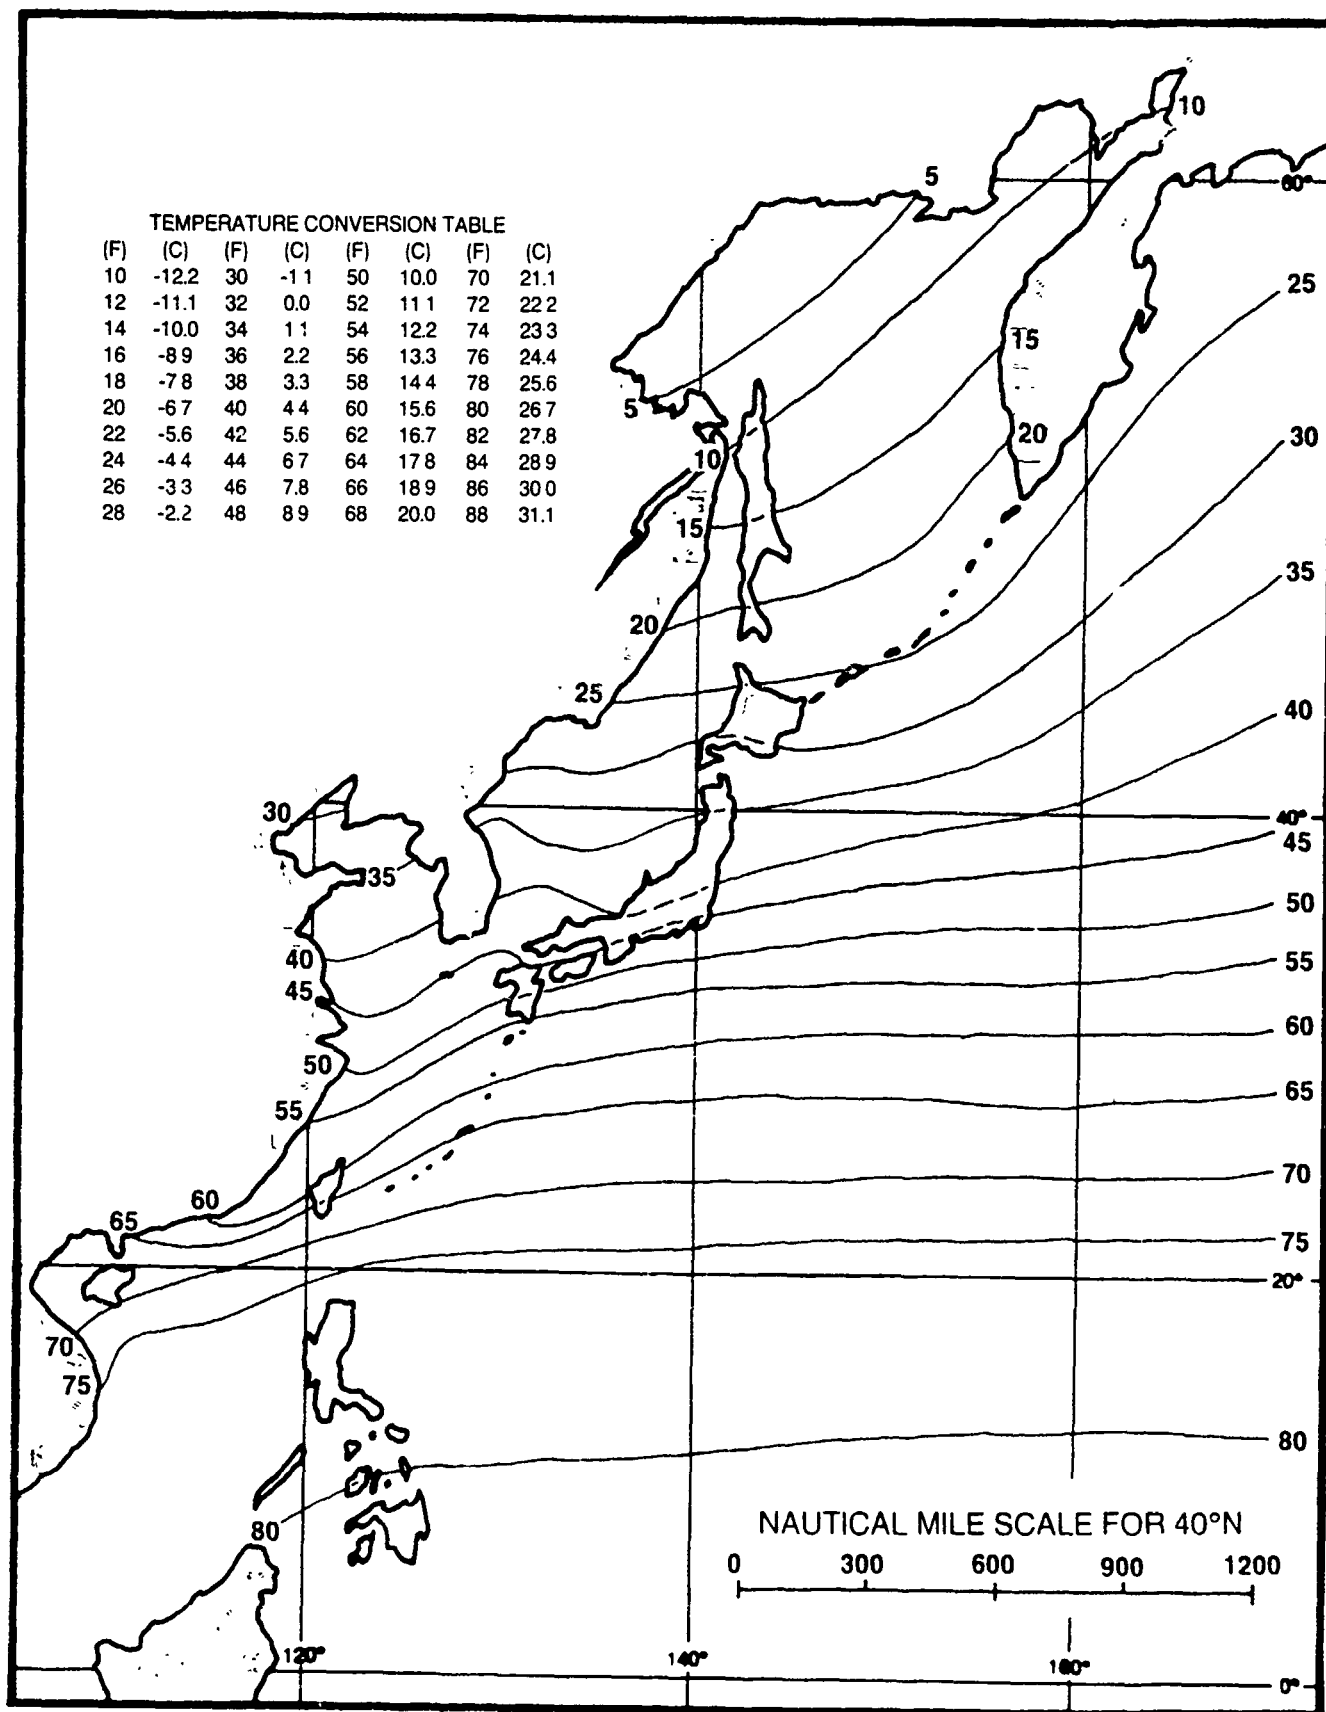 10
5
60°
TEMPERATURE CONVERSION TABLE
(F) (C) (F) (C) (F) (C) (F) (C)
10 -12.2 30 -1 1 50 10.0 70 21.1
12 -11.1 32 0.0 52 11 1 72 22 2
14 -10.0 34 1 1 54 12.2 74 23 3
16 -8 9 36 2.2 56 13.3 76 24.4
18 -7 8 38 3.3 58 14 4 78 25.6
20 -6 7 40 4 4 60 15.6 80 26 7
22 -5.6 42 5.6 62 16.7 82 27.8
24 -4 4 44 6 7 64 17 8 84 28 9
26 -3 3 46 7.8 66 18 9 86 30 0
28 -2.2 48 8 9 68 20.0 88 31.1
25
15
5
20
30
10
15
35
20
25
40
30
40°
45
35
50
40
55
45
60
50
65
55
70
60
65
75
20°
70
75
80
80
NAUTICAL MILE SCALE FOR 40°N
0 300 600 900 1200
120° 140° 160°
0°